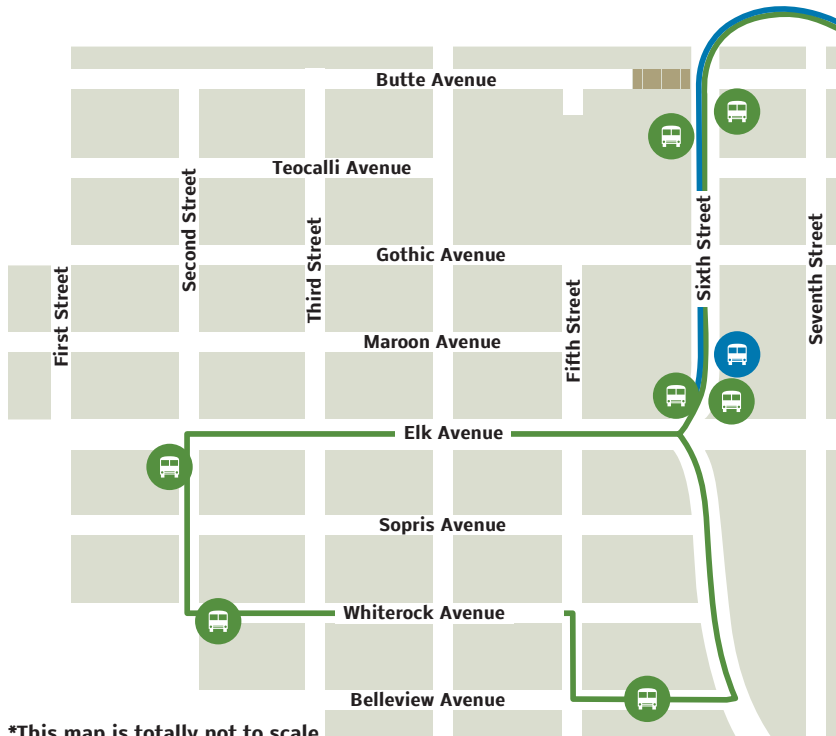 Butte Avenue
Teocalli Avenue
Second Street
Sixth Street
Third Street
Gothic Avenue
Seventh Street
First Street
Fifth Street
Maroon Avenue
Elk Avenue
Sopris Avenue
Whiterock Avenue
Belleview Avenue
*This map is totally not to scale